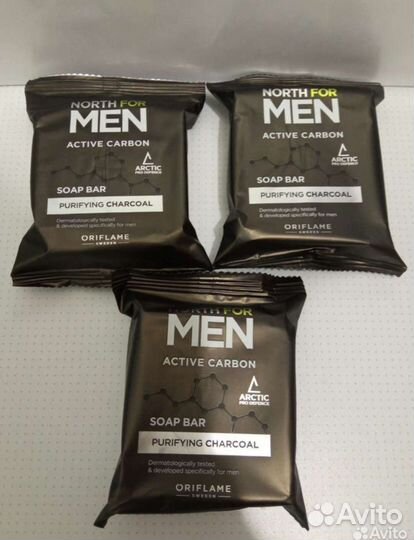 NORTH FOR
MEN
ACTIVE CARBON
ARCTIC
PRO DEFENCE
SOAP BAR
PURIFYING CHARCOAL
Dermatologically tested
& developed specifically for men
ORIFLAME
SWEDEN
NORTH FOR
MEN
ACTIVE CARBON
ARCTIC
PRO DEFENCE
SOAP BAR
PURIFYING CHARCOAL
Dermatologically tested
& developed specifically for men
ORIFLAME
SWEDEN
NORTH FOR
MEN
ACTIVE CARBON
ARCTIC
PRO DEFENCE
SOAP BAR
PURIFYING CHARCOAL
Dermatologically tested
& developed specifically for men
ORIFLAME
SWEDEN
Avito
Avito